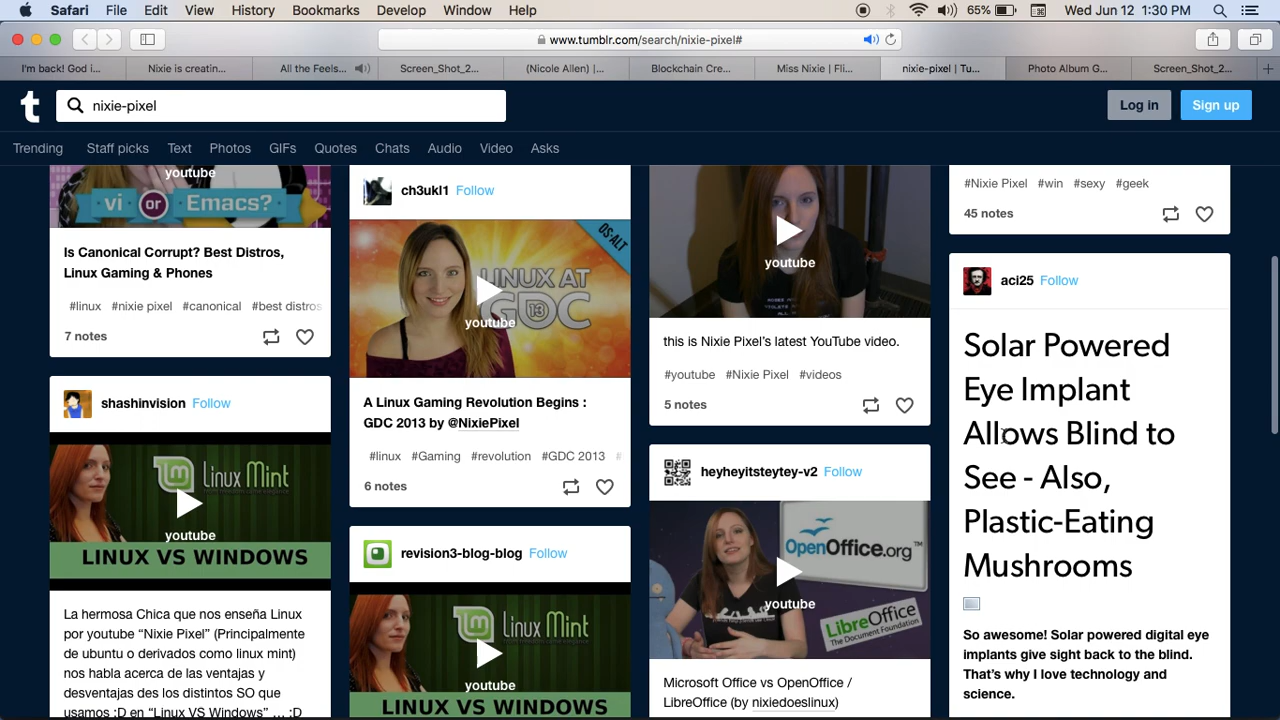 Safari File Edit View History Bookmarks Develop Window Help 65% Wed Jun 12 1:30 PM
www.tumblr.com/search/nixie-pixel#
I'm back! God i... Nixie is creatin... All the Feels... Screen_Shot_2... (Nicole Allen) |... Blockchain Cre... Miss Nixie | Fli... nixie-pixel | Tu... Photo Album G... Screen_Shot_2...
t nixie-pixel Log in Sign up
Trending Staff picks Text Photos GIFs Quotes Chats Audio Video Asks
youtube
vi or Emacs?
Is Canonical Corrupt? Best Distros,
Linux Gaming & Phones
#linux #nixie pixel #canonical #best distros
7 notes
shashinvision Follow
Linux Mint
youtube
LINUX VS WINDOWS
La hermosa Chica que nos enseña Linux
por youtube “Nixie Pixel” (Principalmente
de ubuntu o derivados como linux mint)
nos habla acerca de las ventajas y
desventajas des los distintos SO que
usamos :D en “Linux VS Windows” ... :D
ch3ukl1 Follow
OS.ALT
LINUX AT
GDC 13
youtube
A Linux Gaming Revolution Begins :
GDC 2013 by @NixiePixel
#linux #Gaming #revolution #GDC 2013 #
6 notes
revision3-blog-blog Follow
Linux Mint
youtube
LINUX VS WINDOWS
youtube
this is Nixie Pixel’s latest YouTube video.
#youtube #Nixie Pixel #videos
5 notes
heyheyitsteytey-v2 Follow
OpenOffice.org
LibreOffice
The Document Foundation
youtube
Microsoft Office vs OpenOffice /
LibreOffice (by nixiedoeslinux)
#Nixie Pixel #win #sexy #geek
45 notes
aci25 Follow
Solar Powered
Eye Implant
Allows Blind to
See - Also,
Plastic-Eating
Mushrooms
So awesome! Solar powered digital eye
implants give sight back to the blind.
That’s why I love technology and
science.